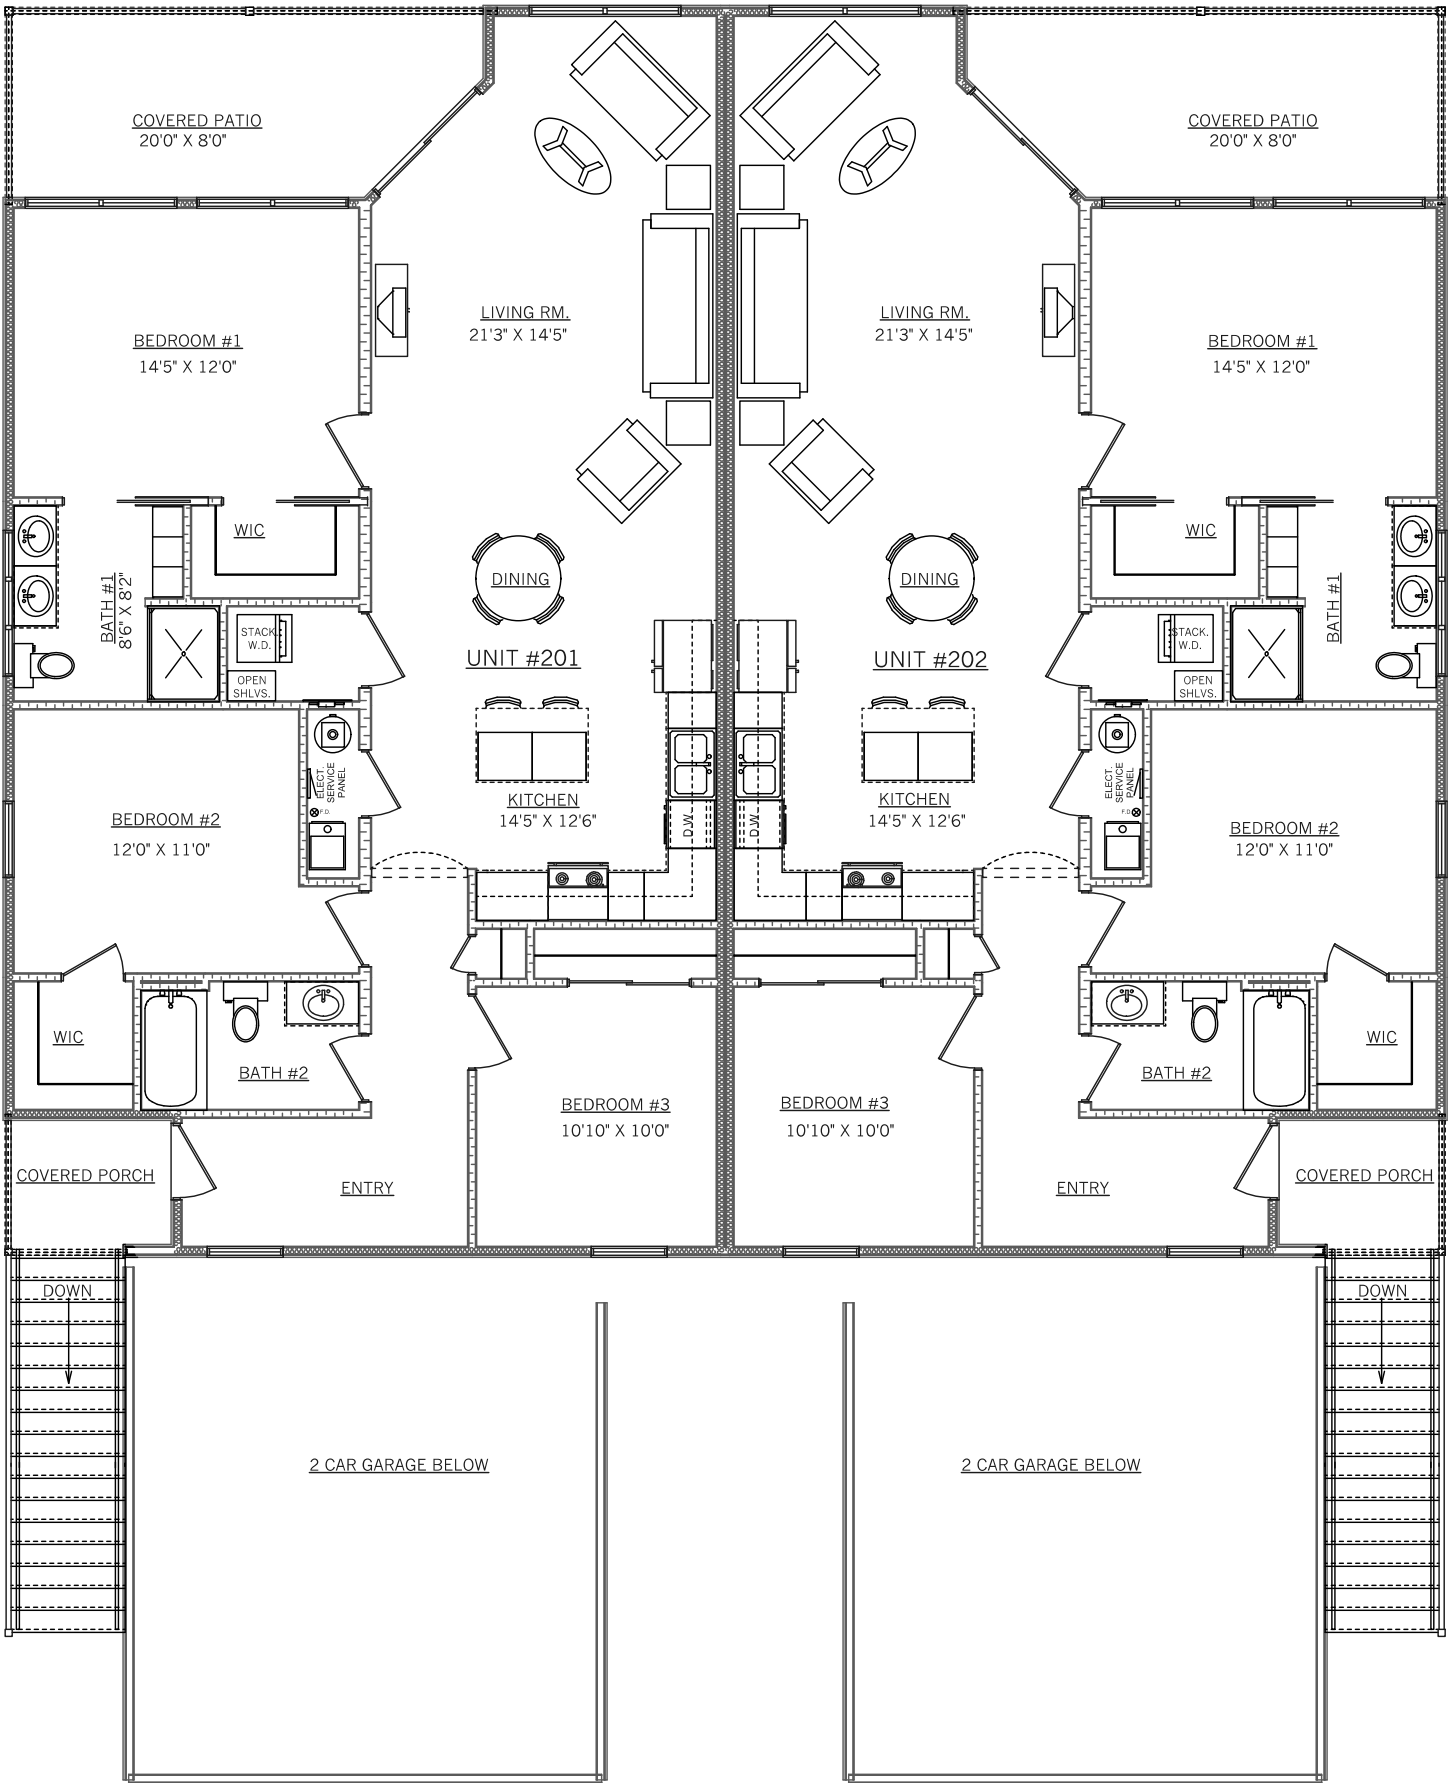 COVERED PATIO
20'0" X 8'0"
COVERED PATIO
20'0" X 8'0"
LIVING RM.
21'3" X 14'5"
LIVING RM.
21'3" X 14'5"
BEDROOM #1
14'5" X 12'0"
BEDROOM #1
14'5" X 12'0"
WIC
WIC
DINING
DINING
BATH #1
8'6" X 8'2"
BATH #1
STACK.
W.D.
STACK.
W.D.
UNIT #201
UNIT #202
OPEN
SHLVS.
OPEN
SHLVS.
ELECT.
SERVICE
PANEL
ELECT.
SERVICE
PANEL
F.D.
F.D.
KITCHEN
14'5" X 12'6"
KITCHEN
14'5" X 12'6"
D.W.
D.W.
BEDROOM #2
12'0" X 11'0"
BEDROOM #2
12'0" X 11'0"
WIC
WIC
BATH #2
BATH #2
BEDROOM #3
10'10" X 10'0"
BEDROOM #3
10'10" X 10'0"
COVERED PORCH
COVERED PORCH
ENTRY
ENTRY
DOWN
DOWN
2 CAR GARAGE BELOW
2 CAR GARAGE BELOW